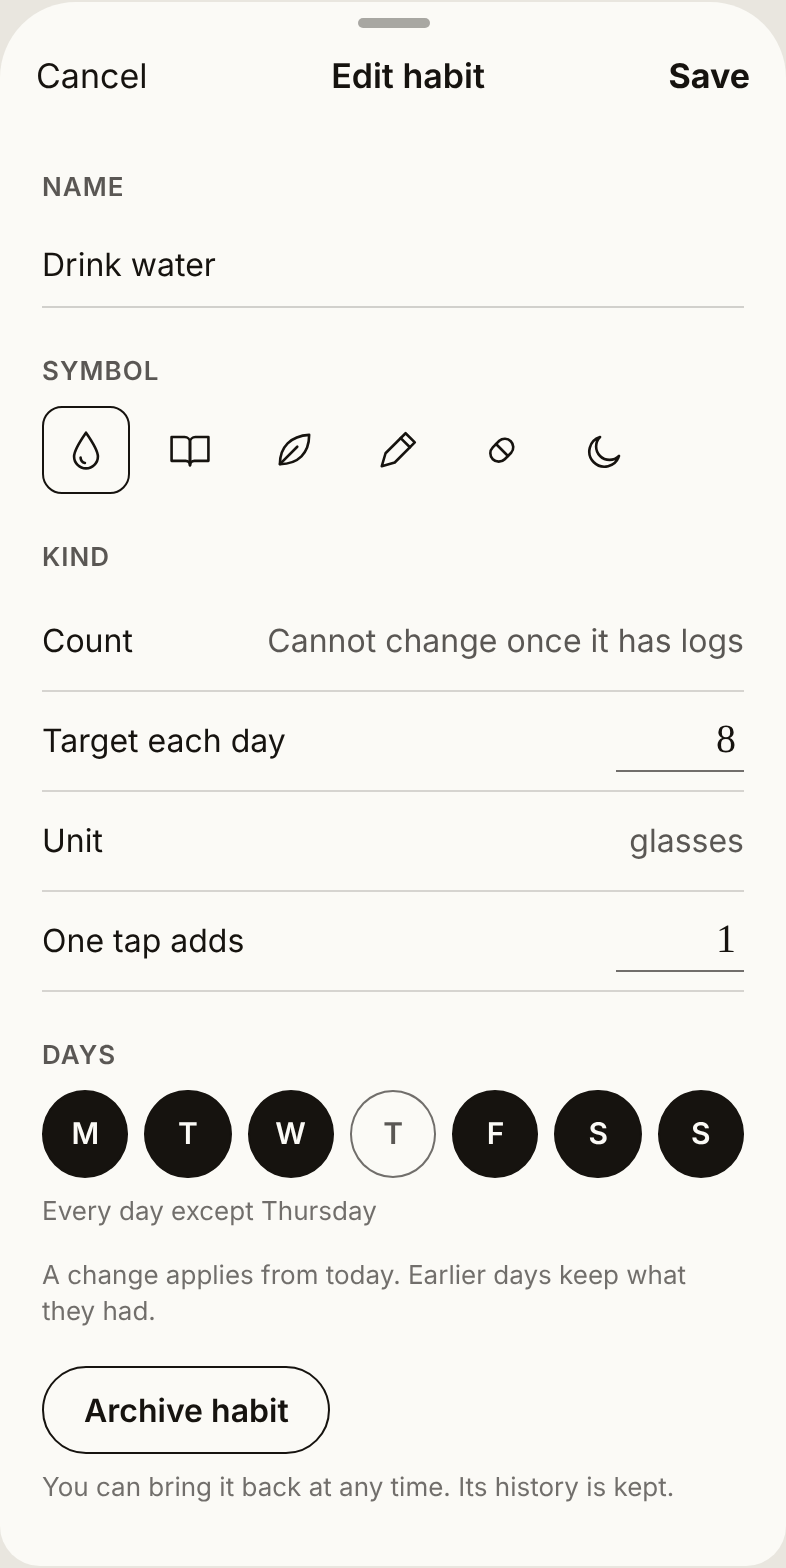 Cancel Edit habit Save
NAME
Drink water
SYMBOL
KIND
Count Cannot change once it has logs
Target each day 8
Unit glasses
One tap adds 1
DAYS
M T W T F S S
Every day except Thursday
A change applies from today. Earlier days keep what
they had.
Archive habit
You can bring it back at any time. Its history is kept.